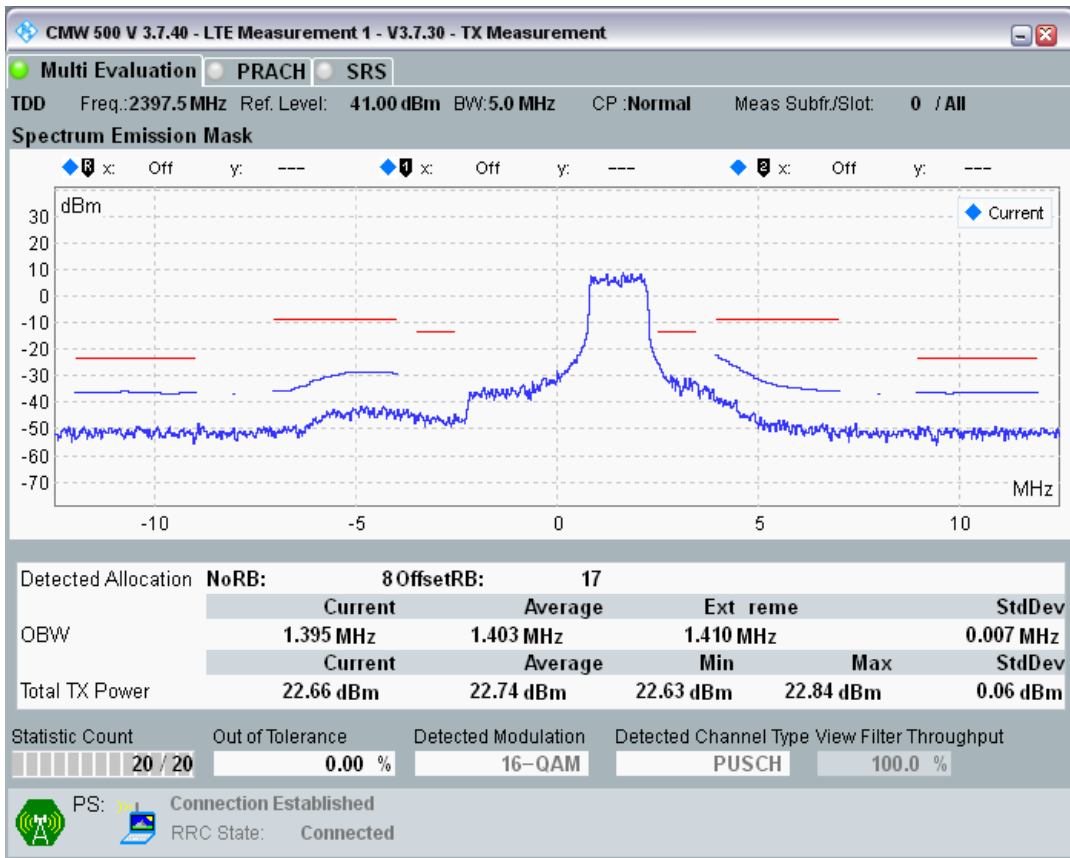 CMW 500 V 3.7.40 - LTE Measurement 1 - V3.7.30 - TX Measurement
Multi Evaluation PRACH SRS
TDD Freq.:2397.5 MHz Ref. Level: 41.00 dBm BW:5.0 MHz CP :Normal Meas Subfr./Slot: 0 / All
Spectrum Emission Mask
R x: Off y: --- 1 x: Off y: --- 2 x: Off y: ---
dBm
Current
30
20
10
0
-10
-20
-30
-40
-50
-60
-70
MHz
-10 -5 0 5 10
Detected Allocation NoRB: 8 OffsetRB: 17
Current Average Ext reme StdDev
OBW 1.395 MHz 1.403 MHz 1.410 MHz 0.007 MHz
Current Average Min Max StdDev
Total TX Power 22.66 dBm 22.74 dBm 22.63 dBm 22.84 dBm 0.06 dBm
Statistic Count Out of Tolerance Detected Modulation Detected Channel Type View Filter Throughput
20 / 20 0.00 % 16-QAM PUSCH 100.0 %
PS: Connection Established
RRC State: Connected